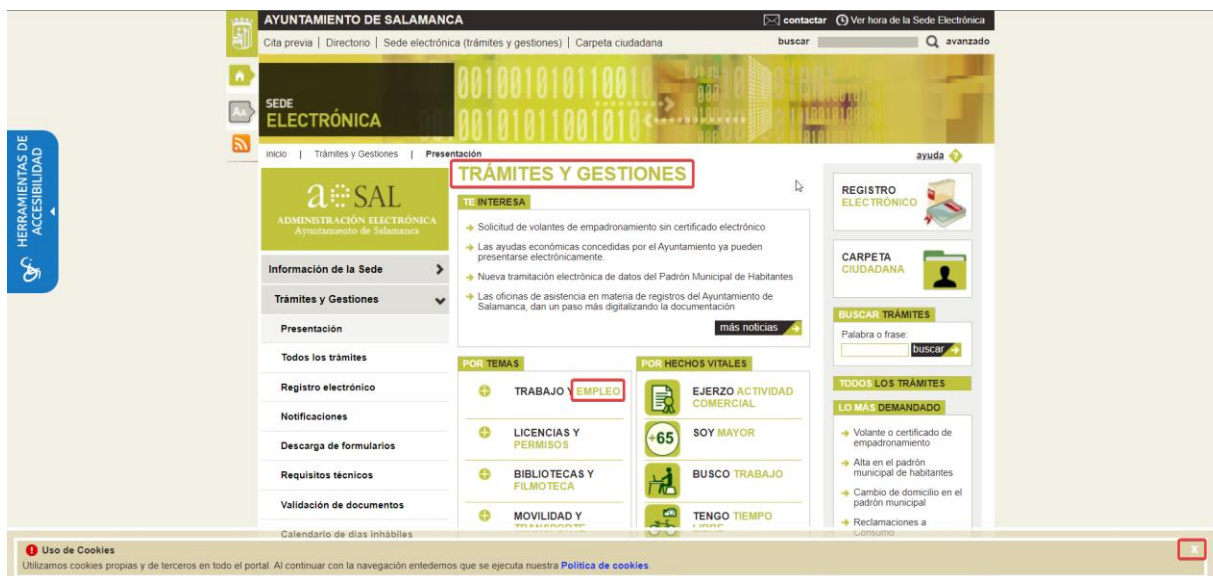 AYUNTAMIENTO DE SALAMANCA
contactar Ver hora de la Sede Electrónica
Cita previa | Directorio | Sede electrónica (trámites y gestiones) | Carpeta ciudadana
buscar avanzado
SEDE
ELECTRÓNICA
HERRAMIENTAS DE
ACCESIBILIDAD
inicio | Trámites y Gestiones | Presentación
ayuda ?
a SAL
ADMINISTRACIÓN ELECTRÓNICA
Ayuntamiento de Salamanca
Información de la Sede
Trámites y Gestiones
Presentación
Todos los trámites
Registro electrónico
Notificaciones
Descarga de formularios
Requisitos técnicos
Validación de documentos
Calendario de días inhábiles
TRÁMITES Y GESTIONES
TE INTERESA
Solicitud de volantes de empadronamiento sin certificado electrónico
Las ayudas económicas concedidas por el Ayuntamiento ya pueden
presentarse electrónicamente.
Nueva tramitación electrónica de datos del Padrón Municipal de Habitantes
Las oficinas de asistencia en materia de registros del Ayuntamiento de
Salamanca, dan un paso más digitalizando la documentación
más noticias
POR TEMAS
TRABAJO Y EMPLEO
LICENCIAS Y
PERMISOS
BIBLIOTECAS Y
FILMOTECA
MOVILIDAD Y
TRANSPORTE
POR HECHOS VITALES
EJERZO ACTIVIDAD
COMERCIAL
+65
SOY MAYOR
BUSCO TRABAJO
TENGO TIEMPO
LIBRE
REGISTRO
ELECTRÓNICO
CARPETA
CIUDADANA
BUSCAR TRÁMITES
Palabra o frase:
buscar
TODOS LOS TRÁMITES
LO MÁS DEMANDADO
Volante o certificado de
empadronamiento
Alta en el padrón
municipal de habitantes
Cambio de domicilio en el
padrón municipal
Reclamaciones a
Consumo
Uso de Cookies
X
Utilizamos cookies propias y de terceros en todo el portal. Al continuar con la navegación entedemos que se ejecuta nuestra Política de cookies.